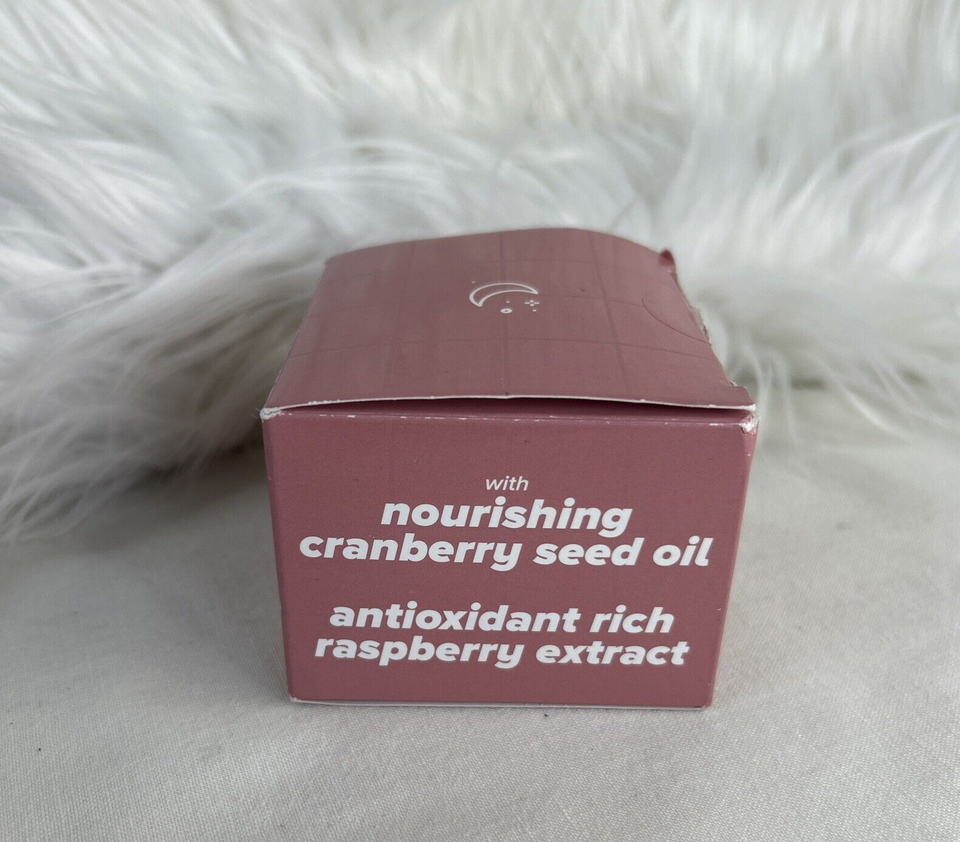 with
nourishing
cranberry seed oil
antioxidant rich
raspberry extract